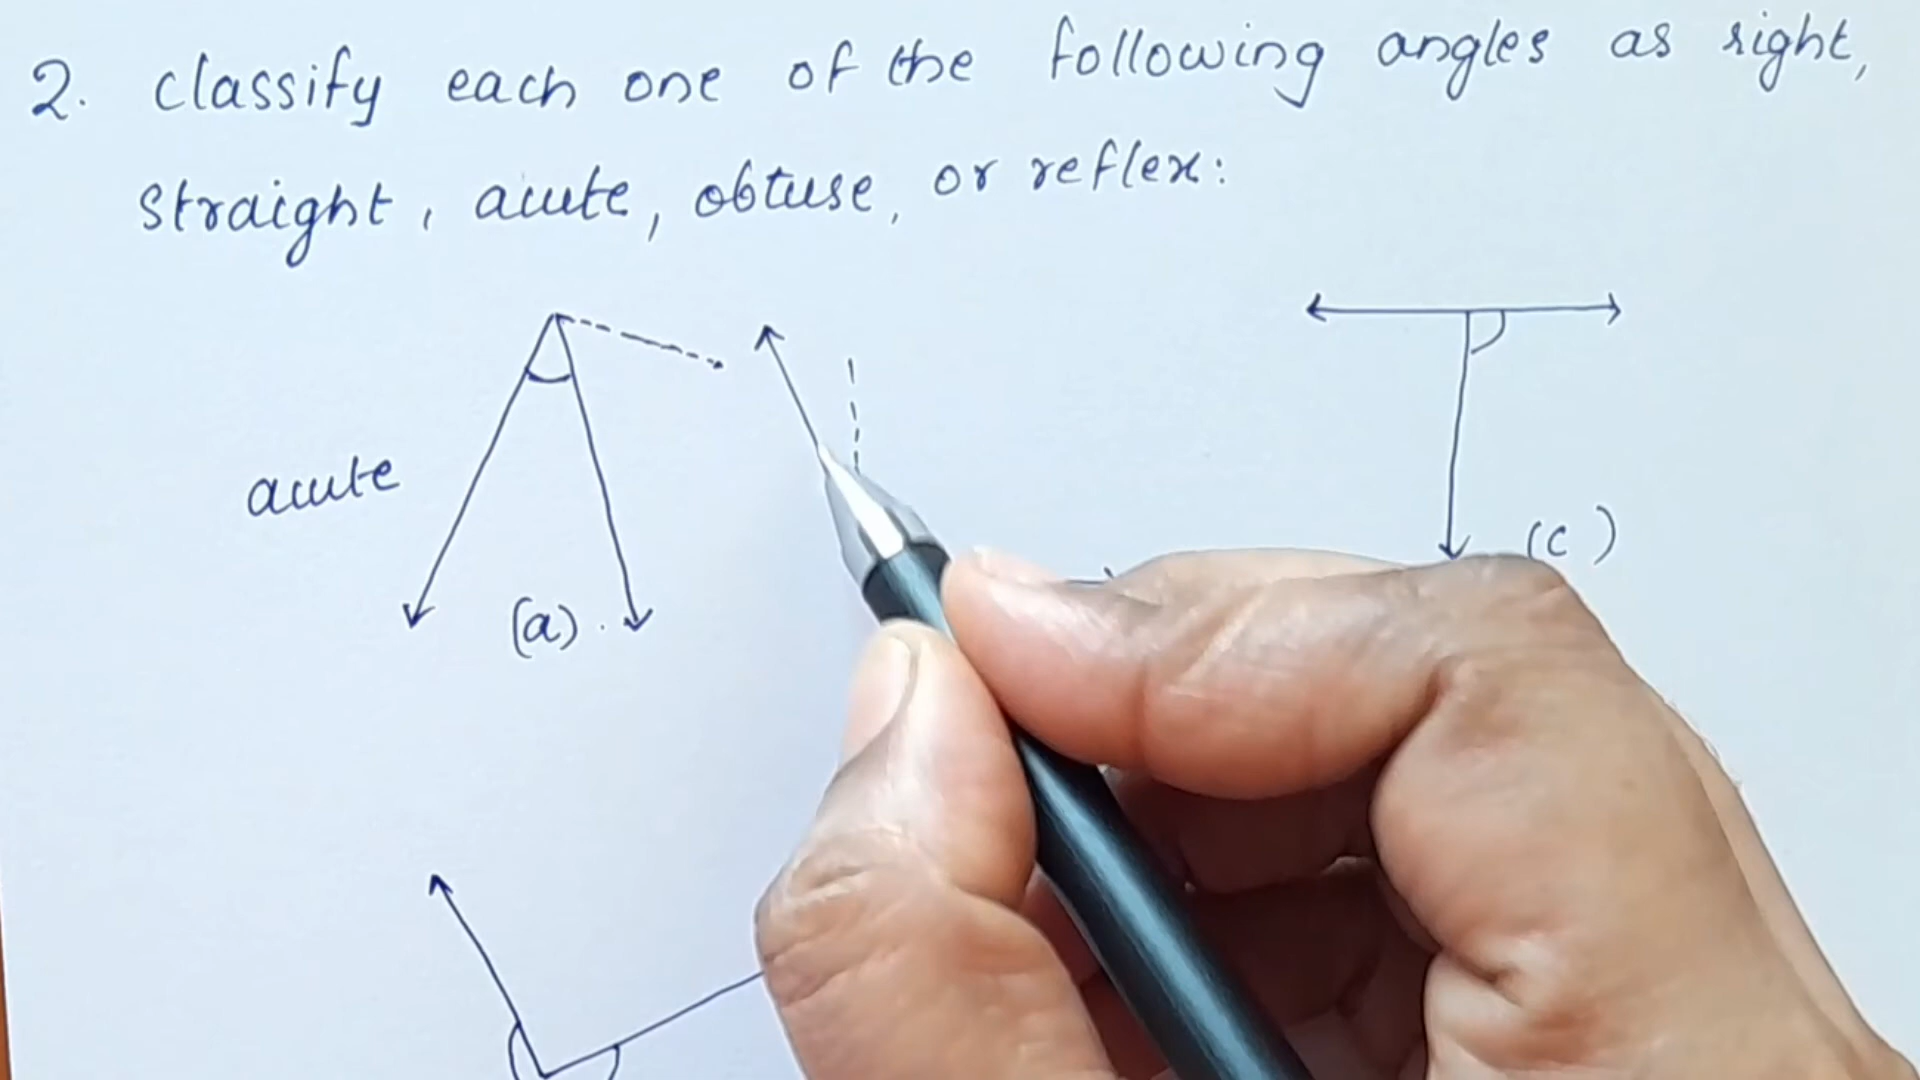 2. classify each one of the following angles as right,
straight, acute, obtuse, or reflex:
acute
(a).
(c)